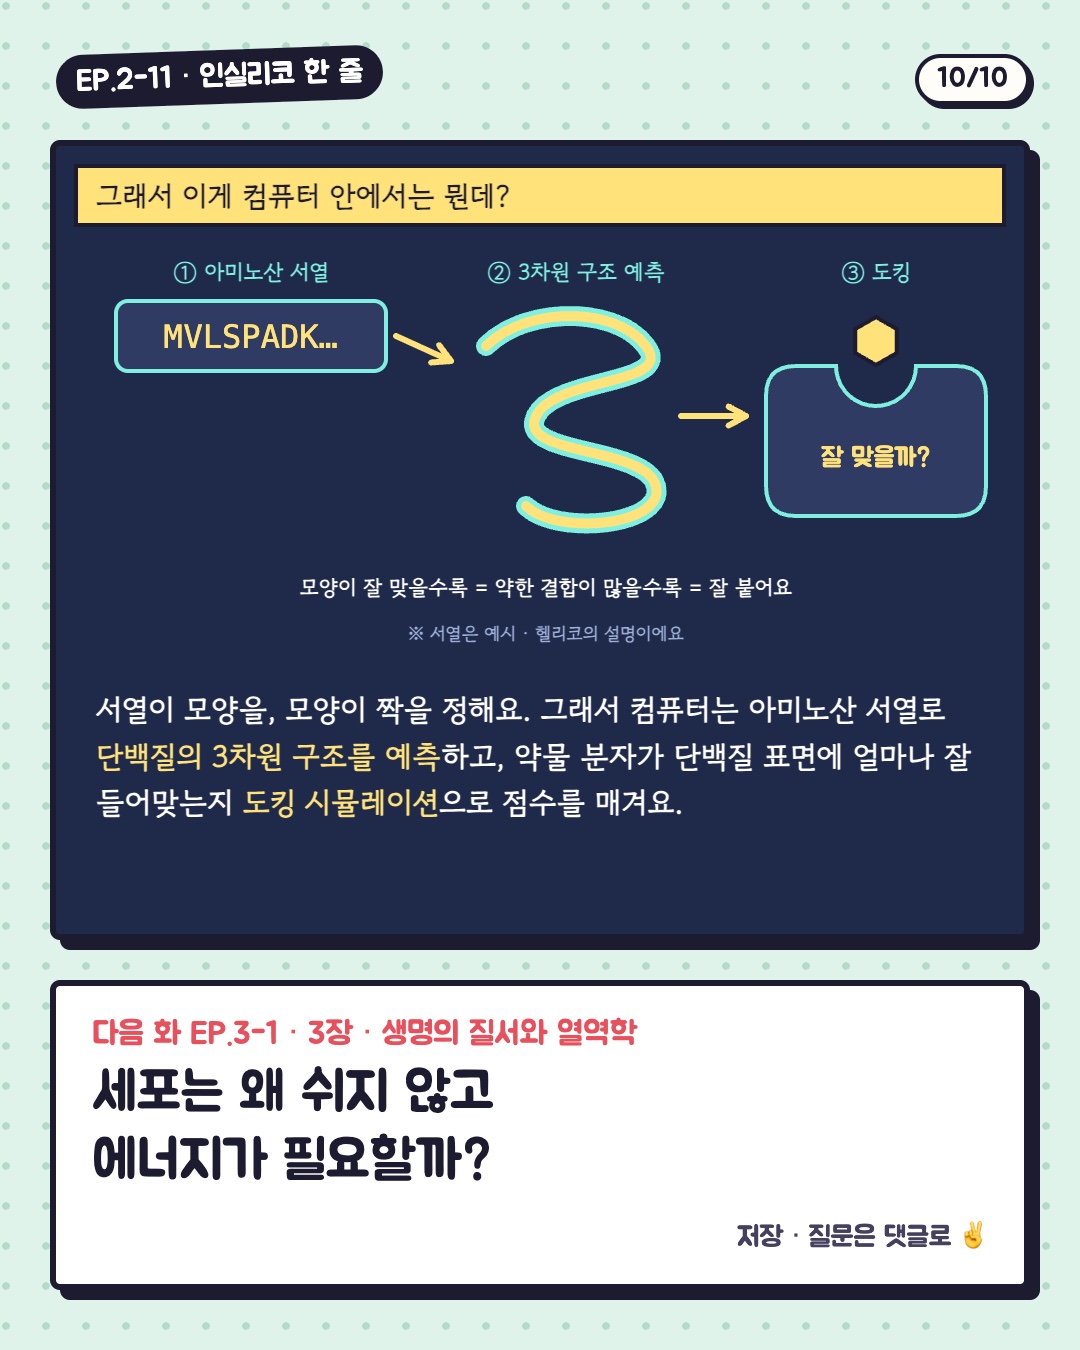 EP.2-11 · 인실리코 한 줄
10/10
그래서 이게 컴퓨터 안에서는 뭔데?
① 아미노산 서열
② 3차원 구조 예측
③ 도킹
MVLSPADK…
잘 맞을까?
모양이 잘 맞을수록 = 약한 결합이 많을수록 = 잘 붙어요
※ 서열은 예시 · 헬리코의 설명이에요
서열이 모양을, 모양이 짝을 정해요. 그래서 컴퓨터는 아미노산 서열로
단백질의 3차원 구조를 예측하고, 약물 분자가 단백질 표면에 얼마나 잘
들어맞는지 도킹 시뮬레이션으로 점수를 매겨요.
다음 화 EP.3-1 · 3장 · 생명의 질서와 열역학
세포는 왜 쉬지 않고
에너지가 필요할까?
저장 · 질문은 댓글로 ✌️